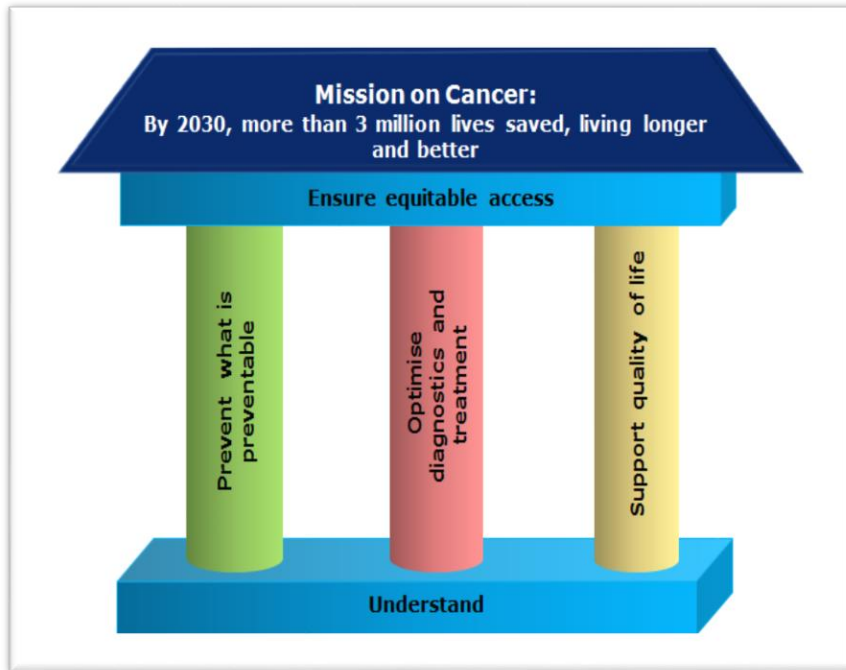 Mission on Cancer:
By 2030, more than 3 million lives saved, living longer
and better
Ensure equitable access
Prevent what is
preventable
Optimise
diagnostics and
treatment
Support quality of life
Understand